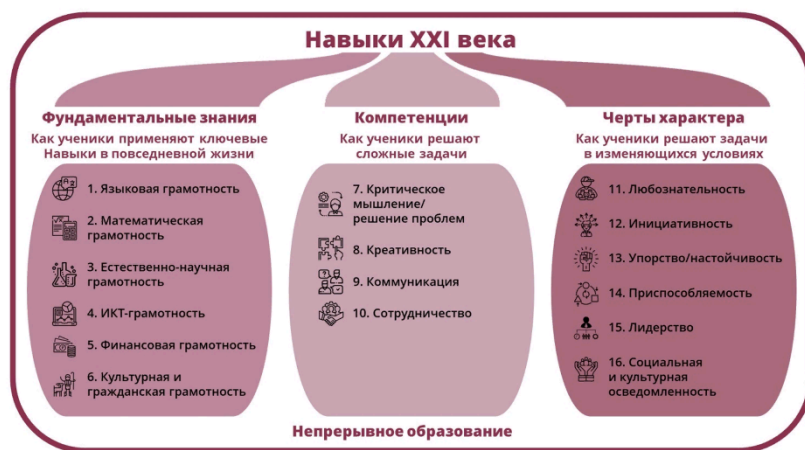 Навыки XXI века
Фундаментальные знания
Как ученики применяют ключевые
Навыки в повседневной жизни
1. Языковая грамотность
2. Математическая
грамотность
3. Естественно-научная
грамотность
4. ИКТ-грамотность
5. Финансовая грамотность
6. Культурная и
гражданская грамотность
Компетенции
Как ученики решают
сложные задачи
7. Критическое
мышление/
решение проблем
8. Креативность
9. Коммуникация
10. Сотрудничество
Черты характера
Как ученики решают задачи
в изменяющихся условиях
11. Любознательность
12. Инициативность
13. Упорство/настойчивость
14. Приспособляемость
15. Лидерство
16. Социальная
и культурная
осведомленность
Непрерывное образование